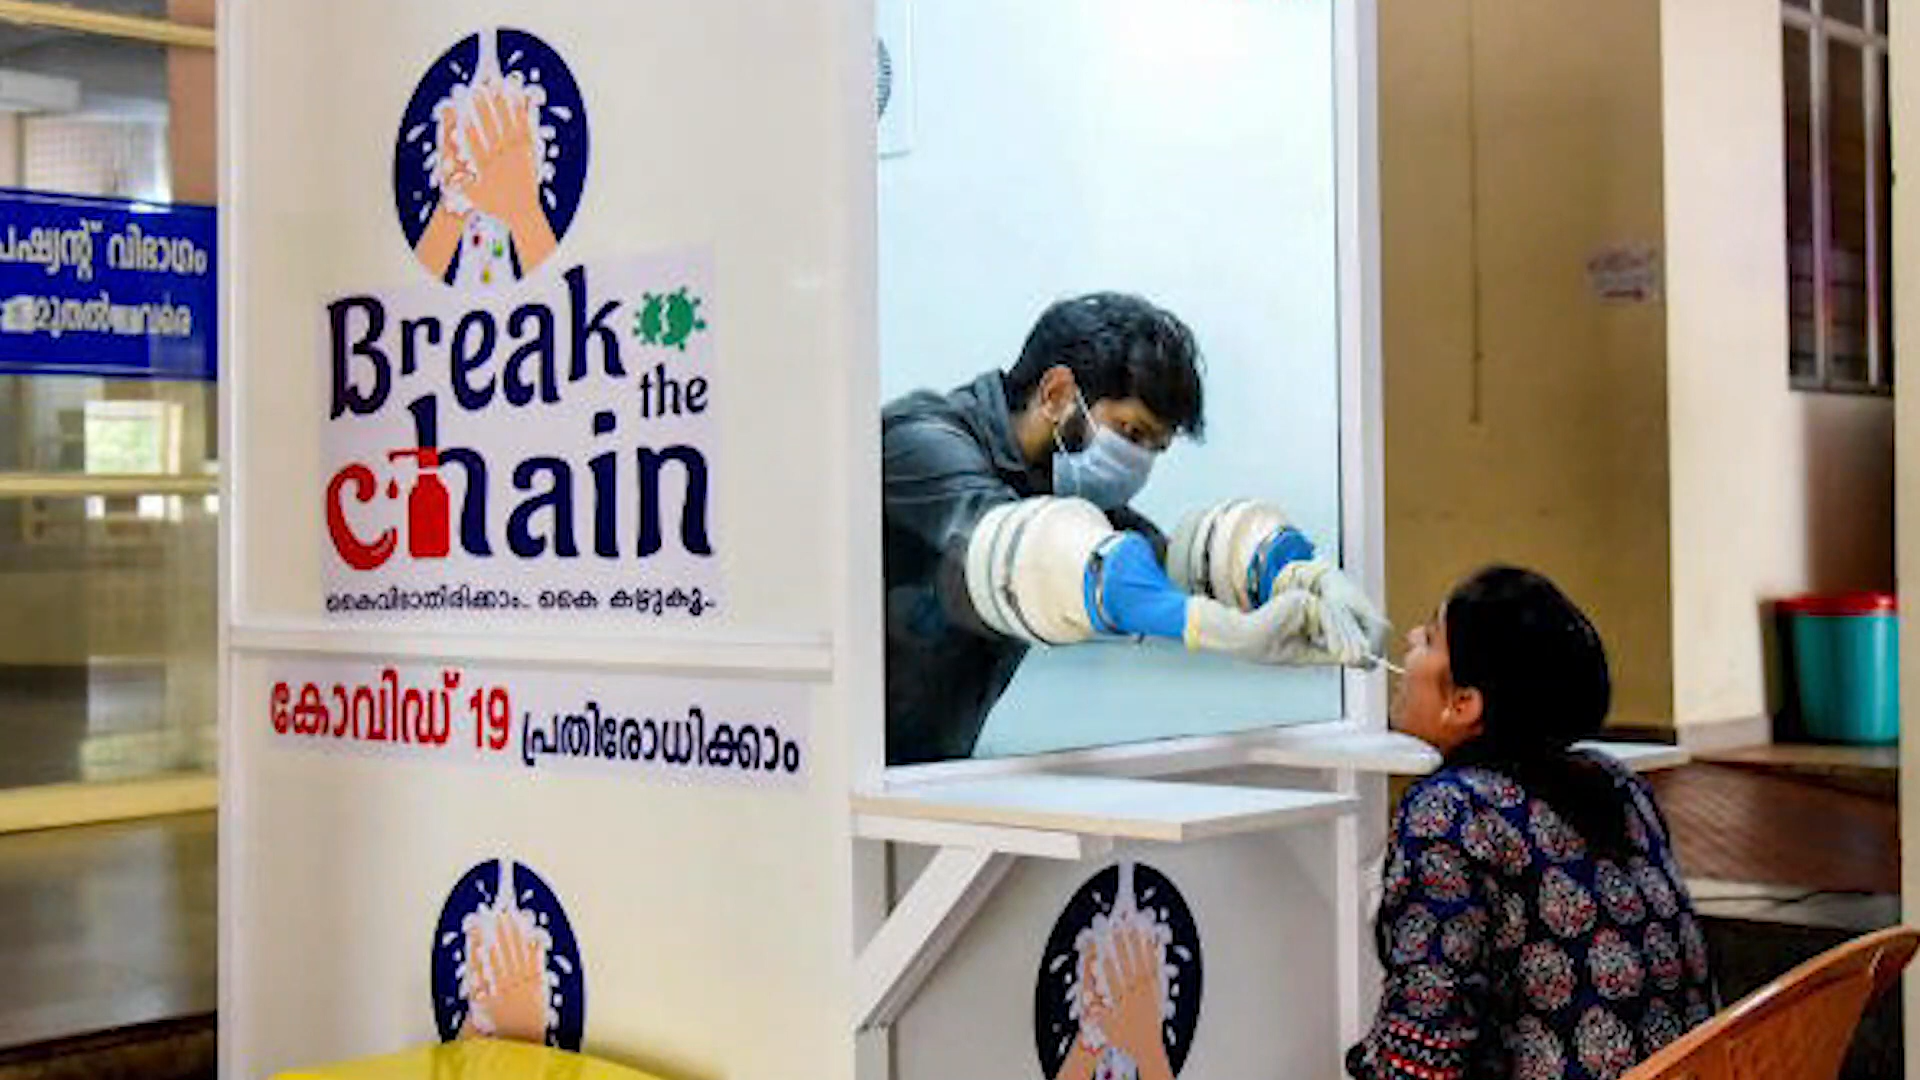 വിഭാഗം
Break
the
chain
കൈവിടാതിരിക്കാം.. കൈ കഴുകൂ..
കോവിഡ് 19 പ്രതിരോധിക്കാം